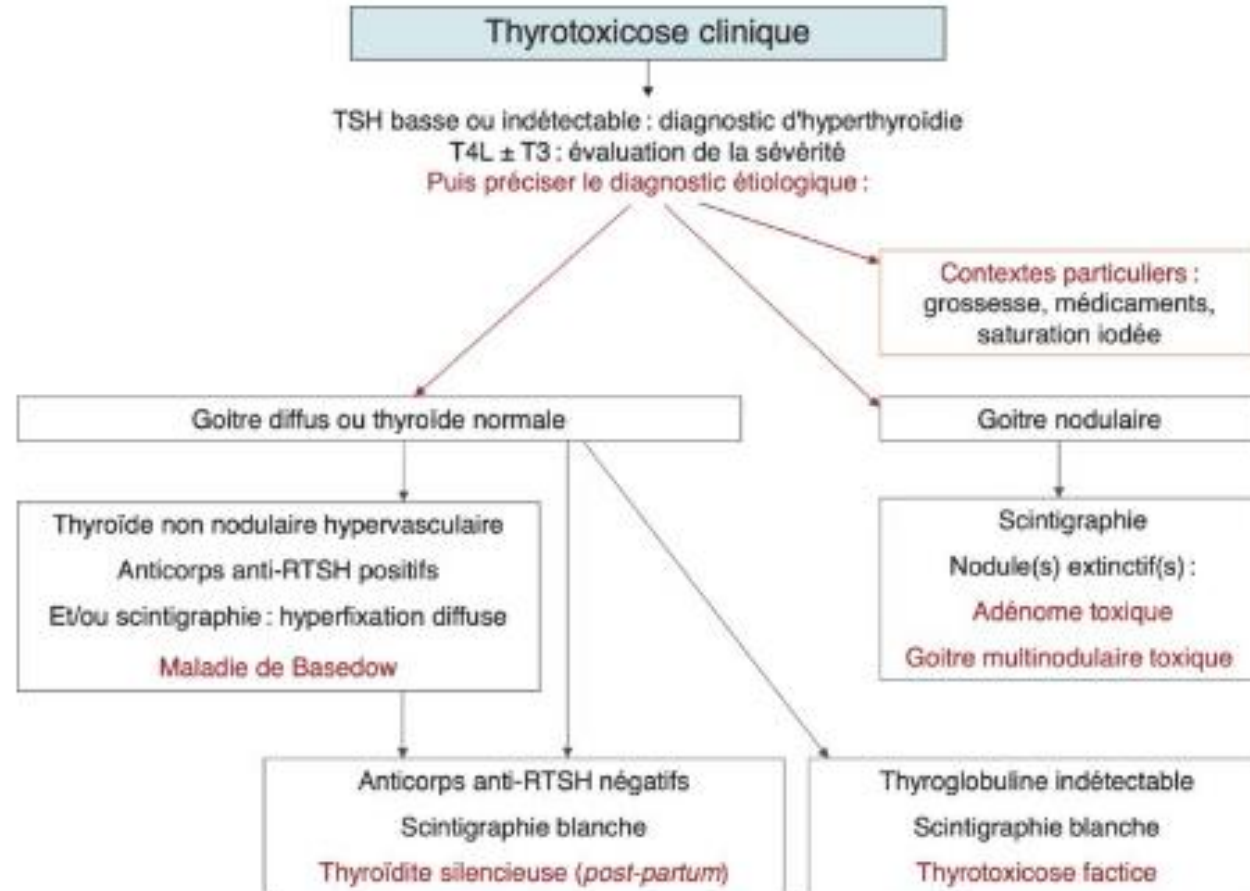 Thyrotoxicose clinique
TSH basse ou indétectable : diagnostic d'hyperthyroïdie
T4L ± T3 : évaluation de la sévérité
Puis préciser le diagnostic étiologique :
Contextes particuliers :
grossesse, médicaments,
saturation iodée
Goitre diffus ou thyroïde normale
Goitre nodulaire
Thyroïde non nodulaire hypervasculaire
Anticorps anti-RTSH positifs
Et/ou scintigraphie : hyperfixation diffuse
Maladie de Basedow
Scintigraphie
Nodule(s) extinctif(s) :
Adénome toxique
Goitre multinodulaire toxique
Anticorps anti-RTSH négatifs
Scintigraphie blanche
Thyroïdite silencieuse (post-partum)
Thyroglobuline indétectable
Scintigraphie blanche
Thyrotoxicose factice